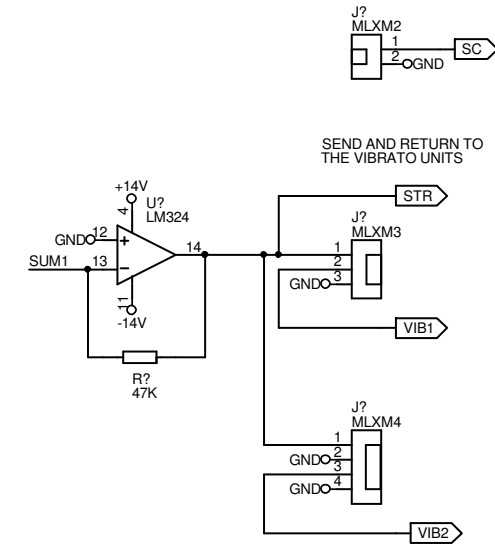 J?
MLXM2
1
SC
2
GND
SEND AND RETURN TO
THE VIBRATO UNITS
+14V
4
U?
LM324
STR
GND
12
+
14
SUM1
13
−
11
-14V
J?
MLXM3
1
2
GND
3
VIB1
R?
47K
J?
MLXM4
1
GND
2
3
GND
4
VIB2